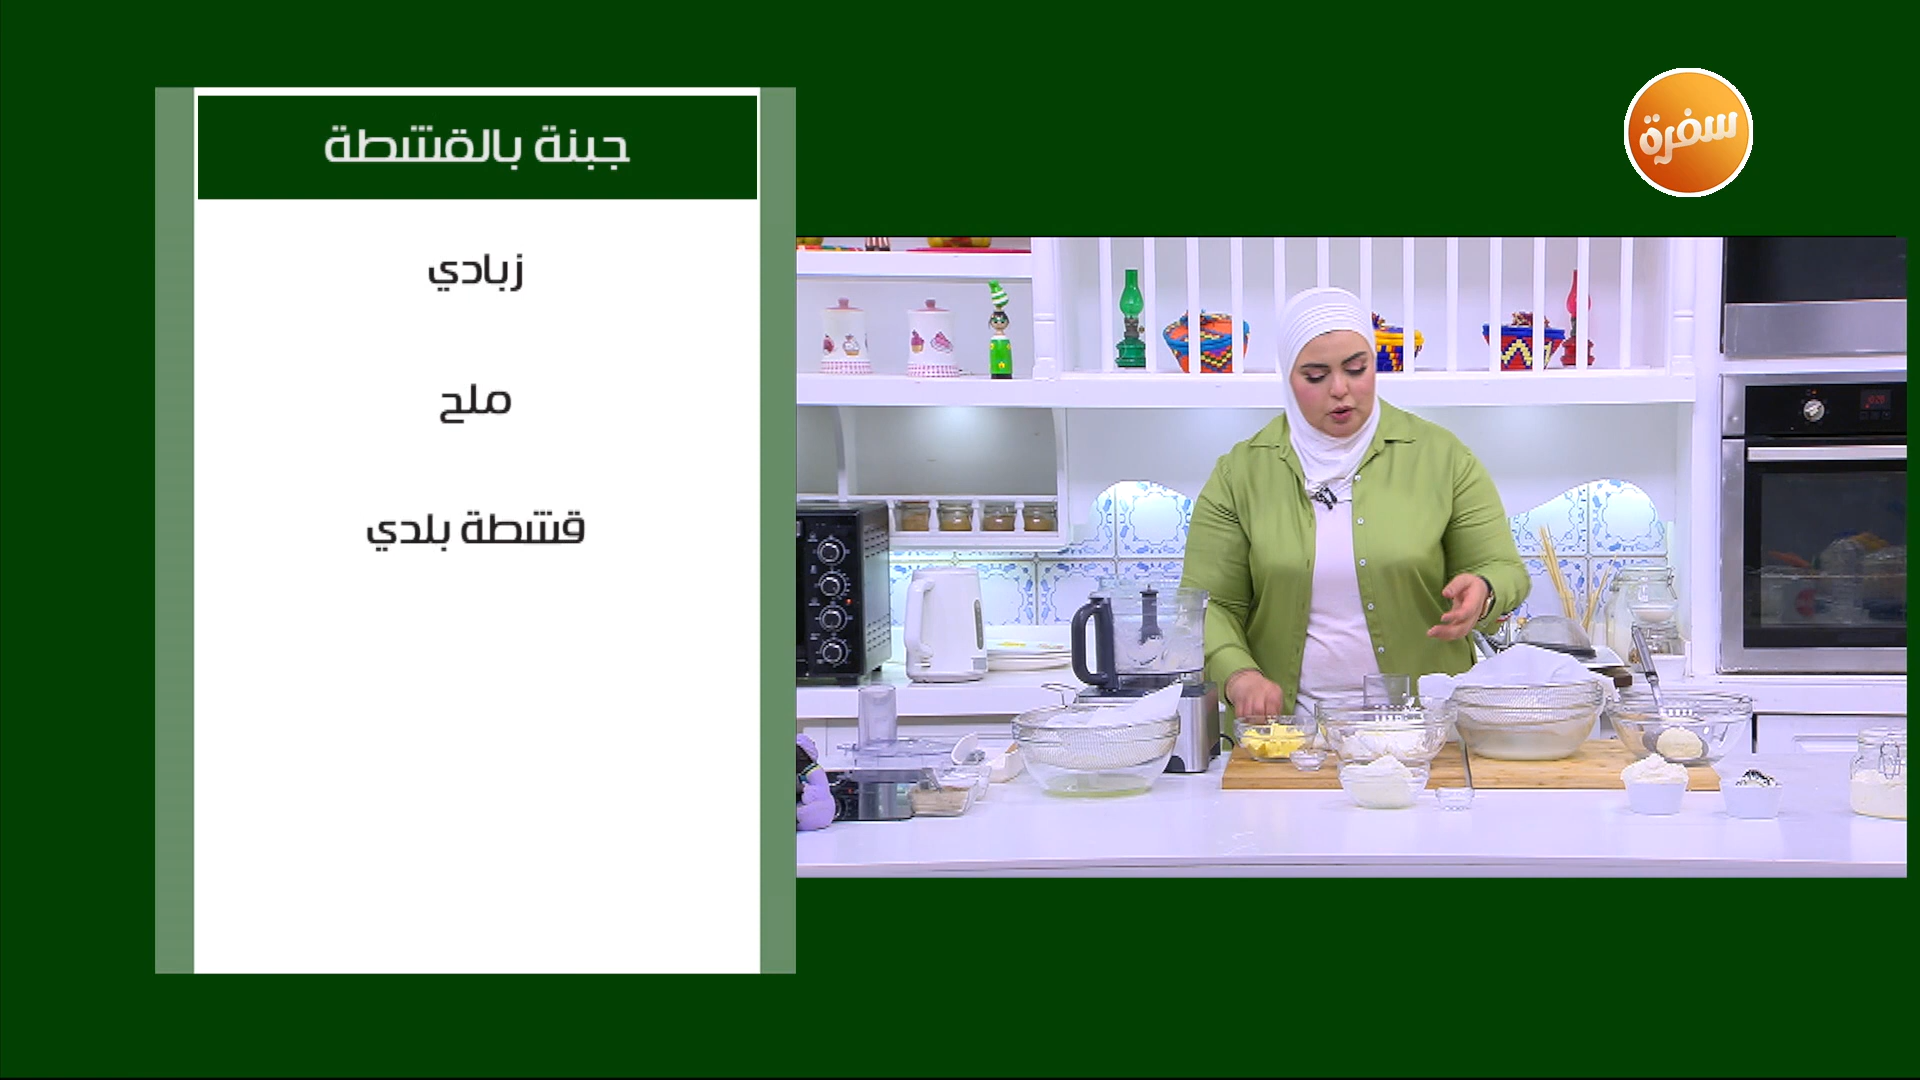 جبنة بالقشطة
سفرة
زبادي
ملح
قشطة بلدي